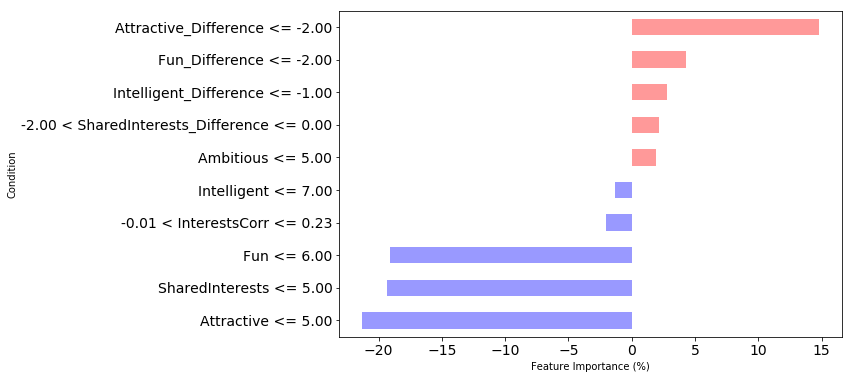 Attractive_Difference <= -2.00
Fun_Difference <= -2.00
Intelligent_Difference <= -1.00
-2.00 < SharedInterests_Difference <= 0.00
Ambitious <= 5.00
Intelligent <= 7.00
-0.01 < InterestsCorr <= 0.23
Fun <= 6.00
SharedInterests <= 5.00
Attractive <= 5.00
Condition
−20 −15 −10 −5 0 5 10 15
Feature Importance (%)